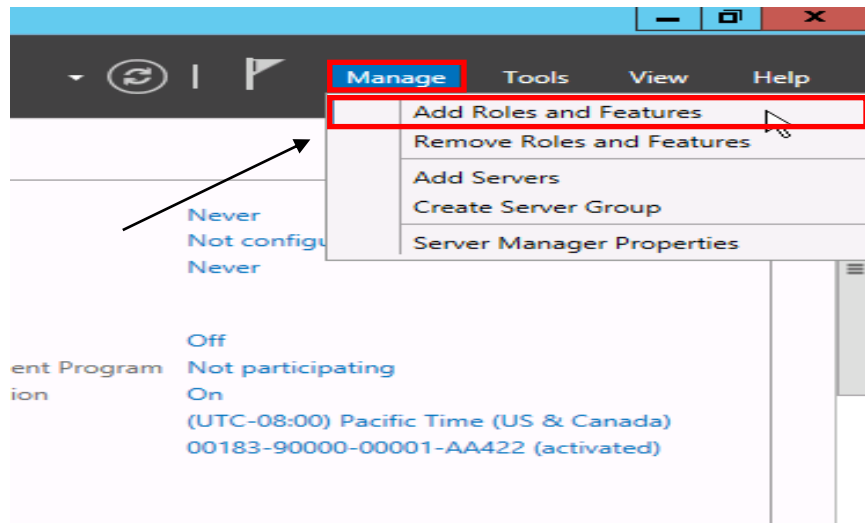 Manage Tools View Help
Add Roles and Features
Remove Roles and Features
Add Servers
Create Server Group
Server Manager Properties
Never
Not configu
Never
Off
ent Program Not participating
ion On
(UTC-08:00) Pacific Time (US & Canada)
00183-90000-00001-AA422 (activated)